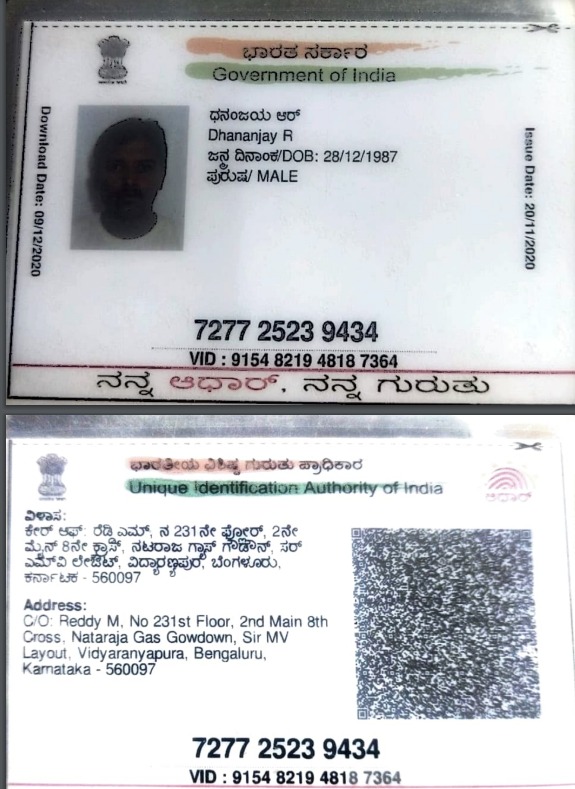 ಭಾರತ ಸರ್ಕಾರ
Government of India
Download Date: 09/12/2020
ಧನಂಜಯ ಆರ್
Dhananjay R
ಜನ್ಮ ದಿನಾಂಕ/DOB: 28/12/1987
ಪುರುಷ/ MALE
Issue Date: 20/11/2020
7277 2523 9434
VID : 9154 8219 4818 7364
ನನ್ನ ಆಧಾರ್, ನನ್ನ ಗುರುತು
ಭಾರತೀಯ ವಿಶಿಷ್ಟ ಗುರುತು ಪ್ರಾಧಿಕಾರ
Unique Identification Authority of India
ಆಧಾರ್
ವಿಳಾಸ:
ಕೇರ್ ಆಫ್: ರೆಡ್ಡಿ ಎಮ್, ನ 231ನೇ ಫ್ಲೋರ್, 2ನೇ
ಮೈನ್ 8ನೇ ಕ್ರಾಸ್, ನಟರಾಜ ಗ್ಯಾಸ್ ಗೌಡೌನ್, ಸರ್
ಎಮ್‌ವಿ ಲೇಔಟ್, ವಿದ್ಯಾರಣ್ಯಪುರ, ಬೆಂಗಳೂರು,
ಕರ್ನಾಟಕ - 560097
Address:
C/O: Reddy M, No 231st Floor, 2nd Main 8th
Cross, Nataraja Gas Gowdown, Sir MV
Layout, Vidyaranyapura, Bengaluru,
Karnataka - 560097
7277 2523 9434
VID : 9154 8219 4818 7364